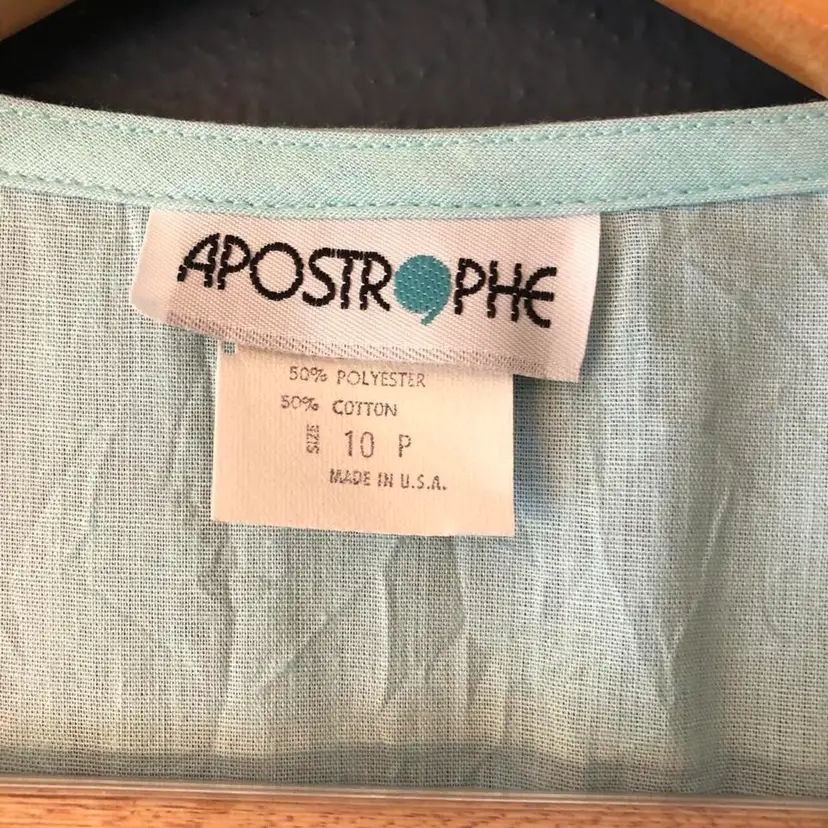 APOSTROPHE
50% POLYESTER
50% COTTON
SIZE 10 P
MADE IN U.S.A.